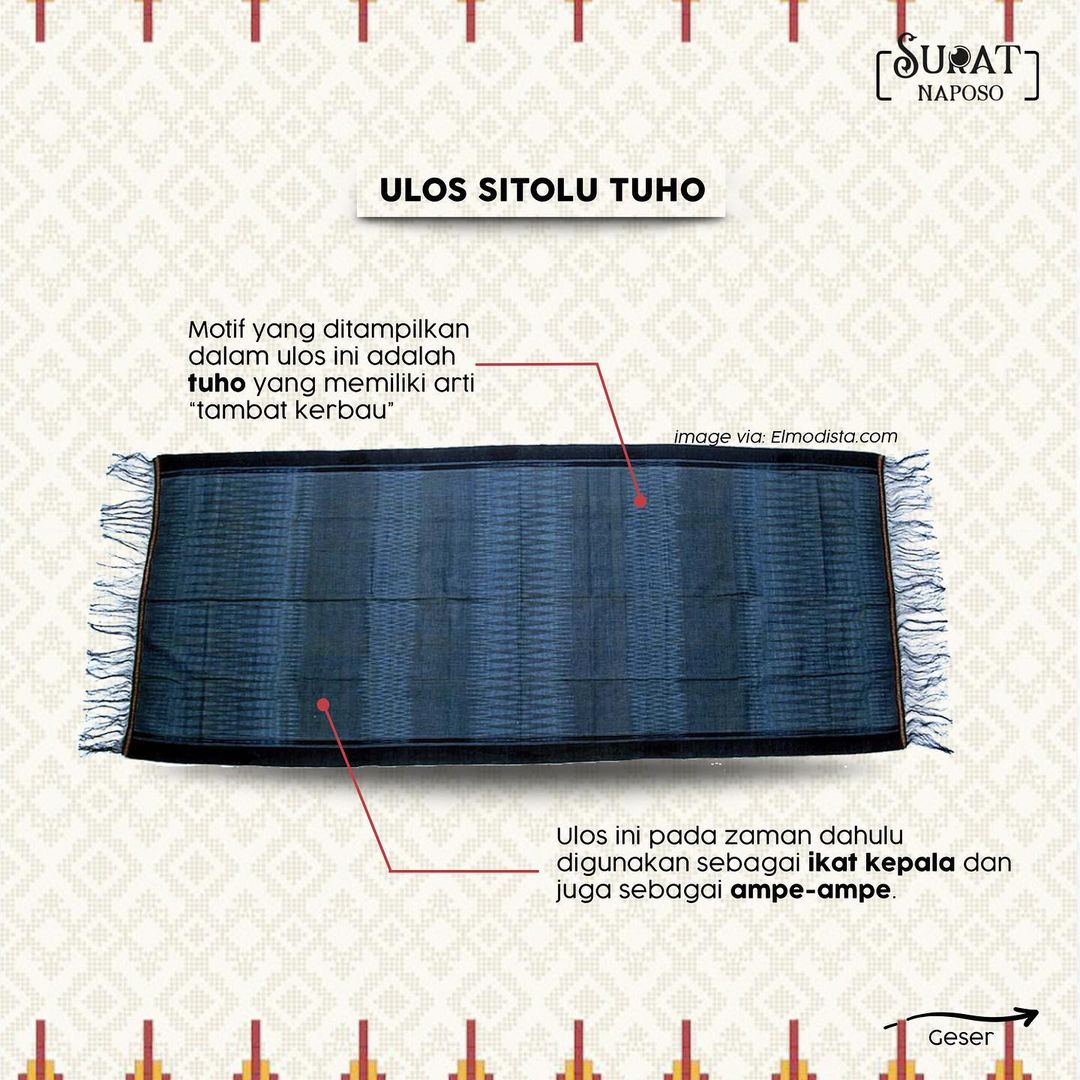 SURAT
NAPOSO
ULOS SITOLU TUHO
Motif yang ditampilkan
dalam ulos ini adalah
tuho yang memiliki arti
“tambat kerbau”
image via: Elmodista.com
Ulos ini pada zaman dahulu
digunakan sebagai ikat kepala dan
juga sebagai ampe-ampe.
Geser